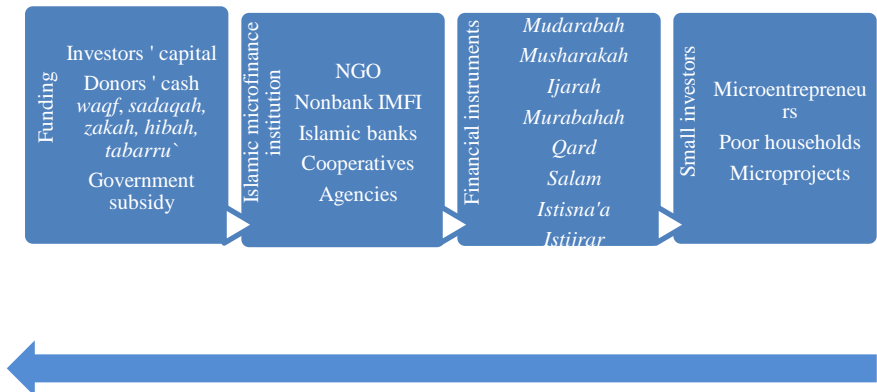 Funding
Investors ' capital
Donors ' cash
waqf, sadaqah,
zakah, hibah,
tabarru`
Government
subsidy
Islamic microfinance
institution
NGO
Nonbank IMFI
Islamic banks
Cooperatives
Agencies
Financial instruments
Mudarabah
Musharakah
Ijarah
Murabahah
Qard
Salam
Istisna'a
Istijrar
Small investors
Microentrepreneu
rs
Poor households
Microprojects